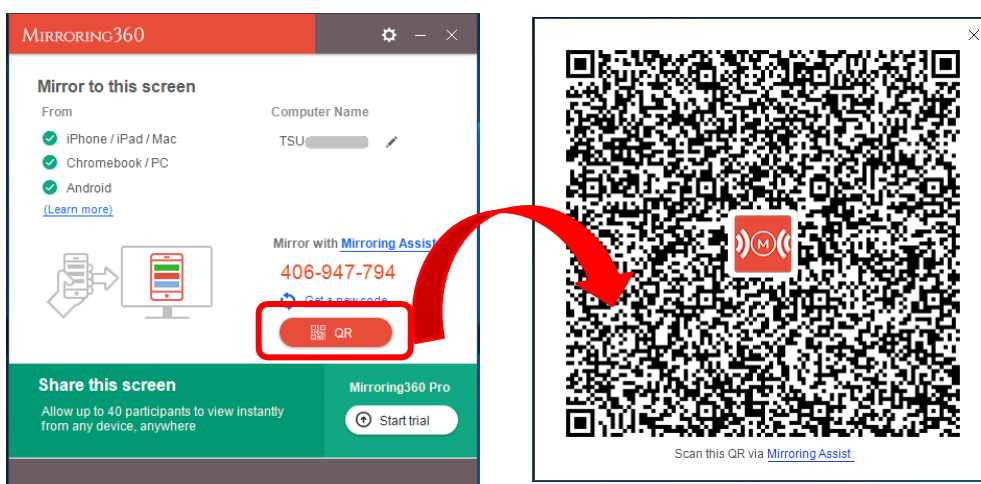 MIRRORING360
Mirror to this screen
From
Computer Name
iPhone / iPad / Mac
TSU
Chromebook / PC
Android
(Learn more)
Mirror with Mirroring Assist
406-947-794
Get a new code
QR
Share this screen
Mirroring360 Pro
Allow up to 40 participants to view instantly
from any device, anywhere
Start trial
M
Scan this QR via Mirroring Assist